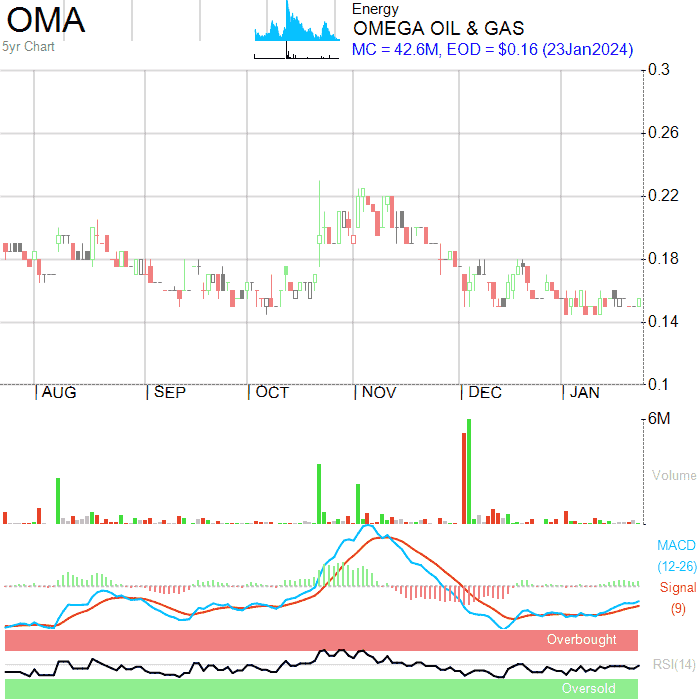 OMA
5yr Chart
Energy
OMEGA OIL & GAS
MC = 42.6M, EOD = $0.16 (23Jan2024)
0.3
0.26
0.22
0.18
0.14
0.1
AUG SEP OCT NOV DEC JAN
6M
Volume
MACD
(12-26)
Signal
(9)
Overbought
RSI(14)
Oversold